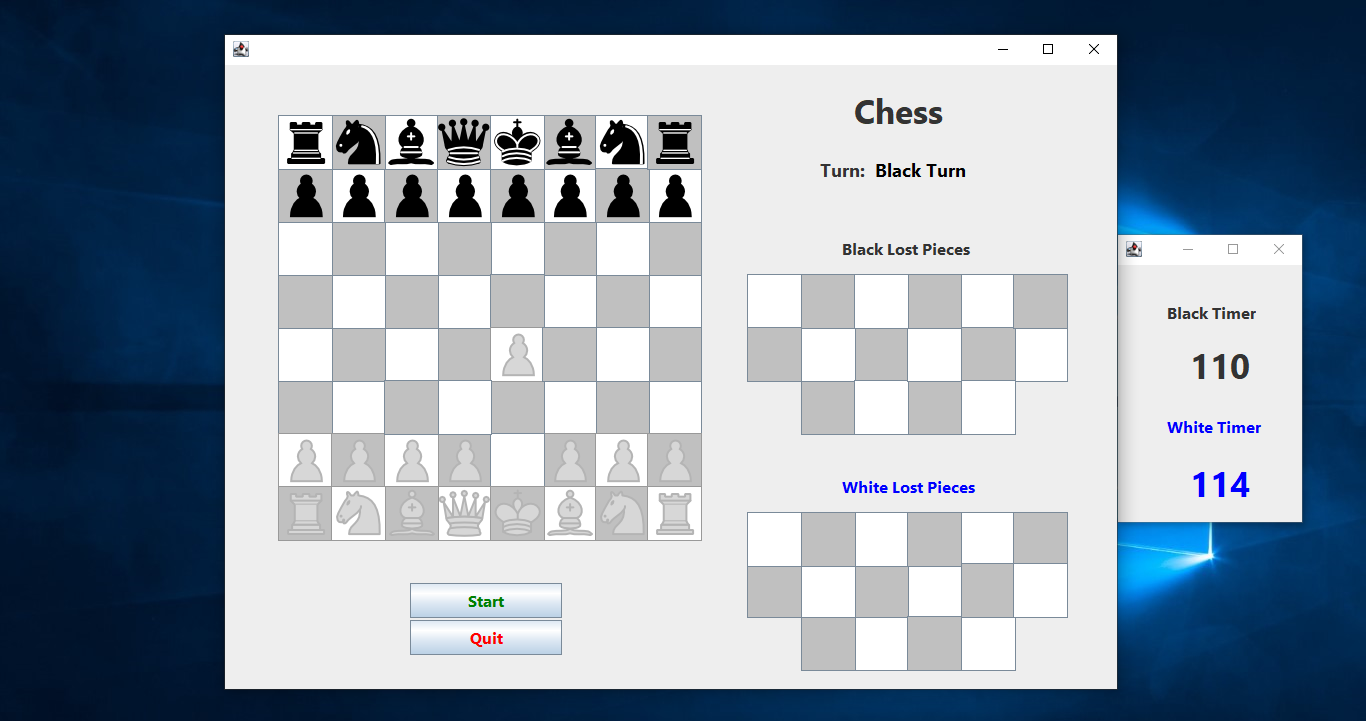 Chess
Turn: Black Turn
Black Lost Pieces
White Lost Pieces
Start
Quit
Black Timer
110
White Timer
114